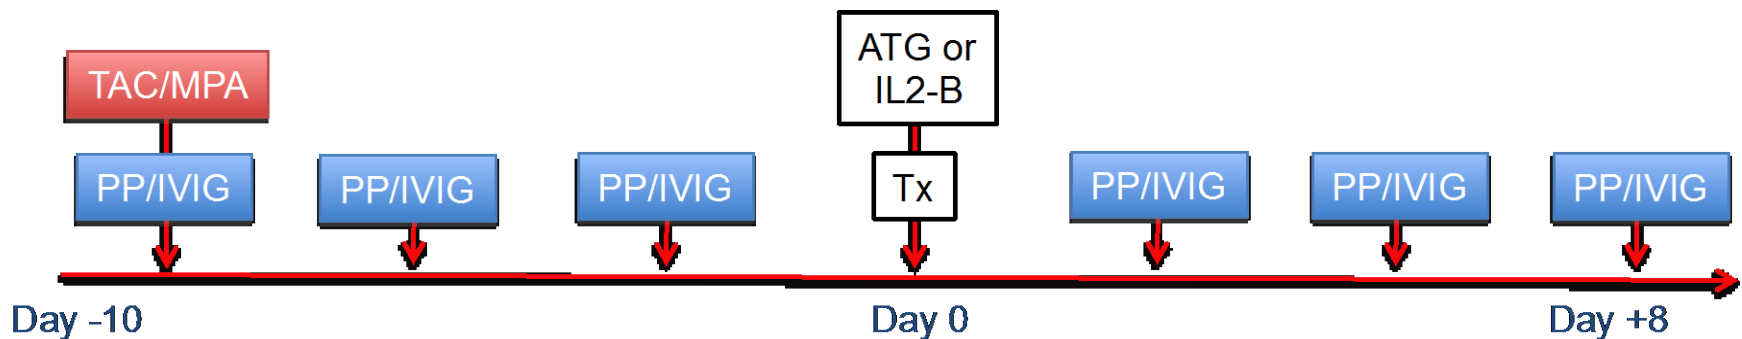 ATG or
IL2-B
TAC/MPA
PP/IVIG
PP/IVIG
PP/IVIG
Tx
PP/IVIG
PP/IVIG
PP/IVIG
Day -10
Day 0
Day +8